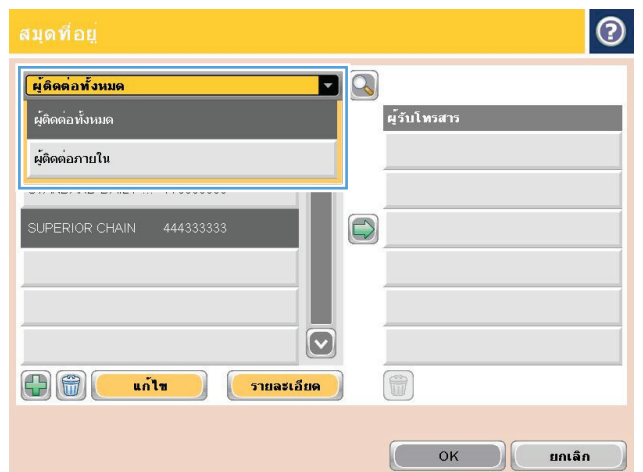 สมุดที่อยู่
?
ผู้ติดต่อทั้งหมด
ผู้ติดต่อทั้งหมด
ผู้รับโทรสาร
ผู้ติดต่อภายใน
SUPERIOR CHAIN 444333333
แก้ไข
รายละเอียด
OK
ยกเลิก